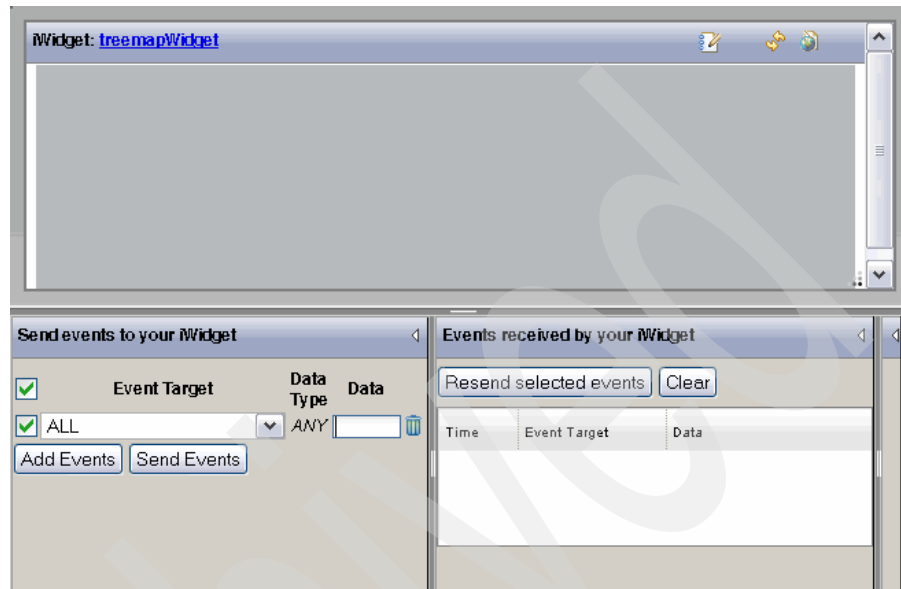 iWidget: treemapWidget
Send events to your iWidget
Event Target Data Type Data
ALL ANY
Add Events Send Events
Events received by your iWidget
Resend selected events Clear
Time Event Target Data